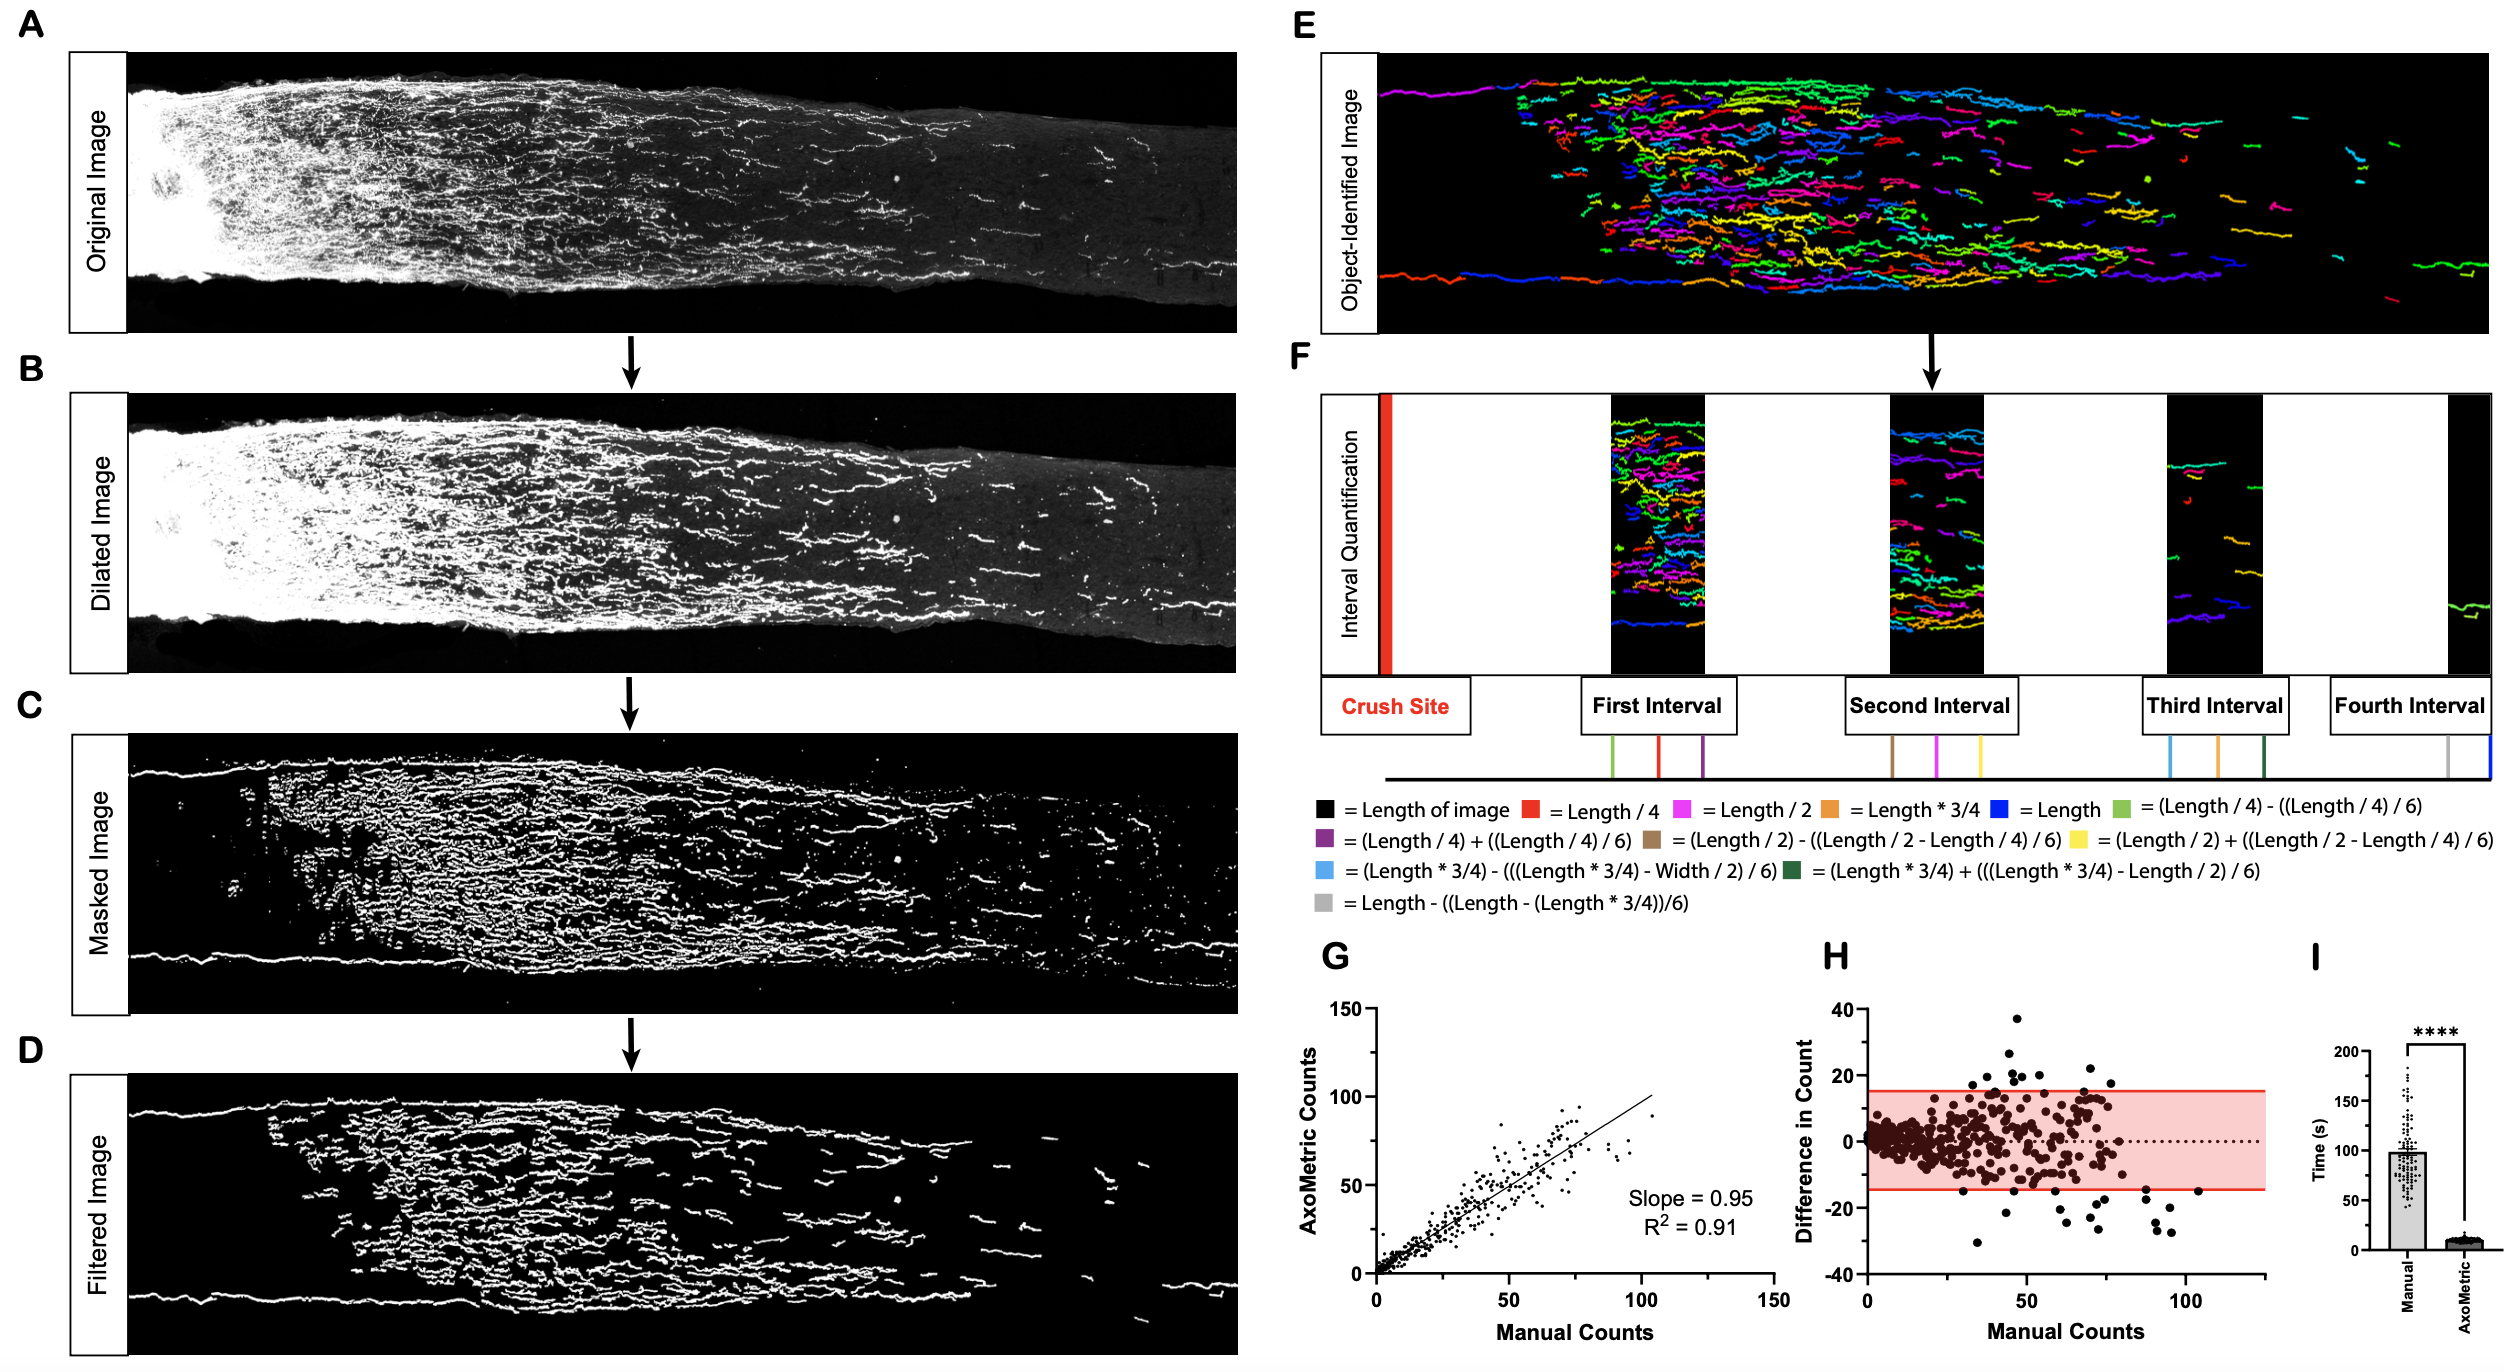 A
Original Image
B
Dilated Image
C
Masked Image
D
Filtered Image
E
Object-Identified Image
F
Interval Quantification
Crush Site
First Interval
Second Interval
Third Interval
Fourth Interval
= Length of image = Length / 4 = Length / 2 = Length * 3/4 = Length = (Length / 4) - ((Length / 4) / 6)
= (Length / 4) + ((Length / 4) / 6) = (Length / 2) - ((Length / 2 - Length / 4) / 6) = (Length / 2) + ((Length / 2 - Length / 4) / 6)
= (Length * 3/4) - (((Length * 3/4) - Width / 2) / 6) = (Length * 3/4) + (((Length * 3/4) - Length / 2) / 6)
= Length - ((Length - (Length * 3/4))/6)
G
AxoMetric Counts
150
100
50
0
Slope = 0.95
R² = 0.91
0 50 100 150
Manual Counts
H
Difference in Count
40
20
0
-20
-40
0 50 100
Manual Counts
I
****
Time (s)
200
150
100
50
0
Manual
AxoMetric